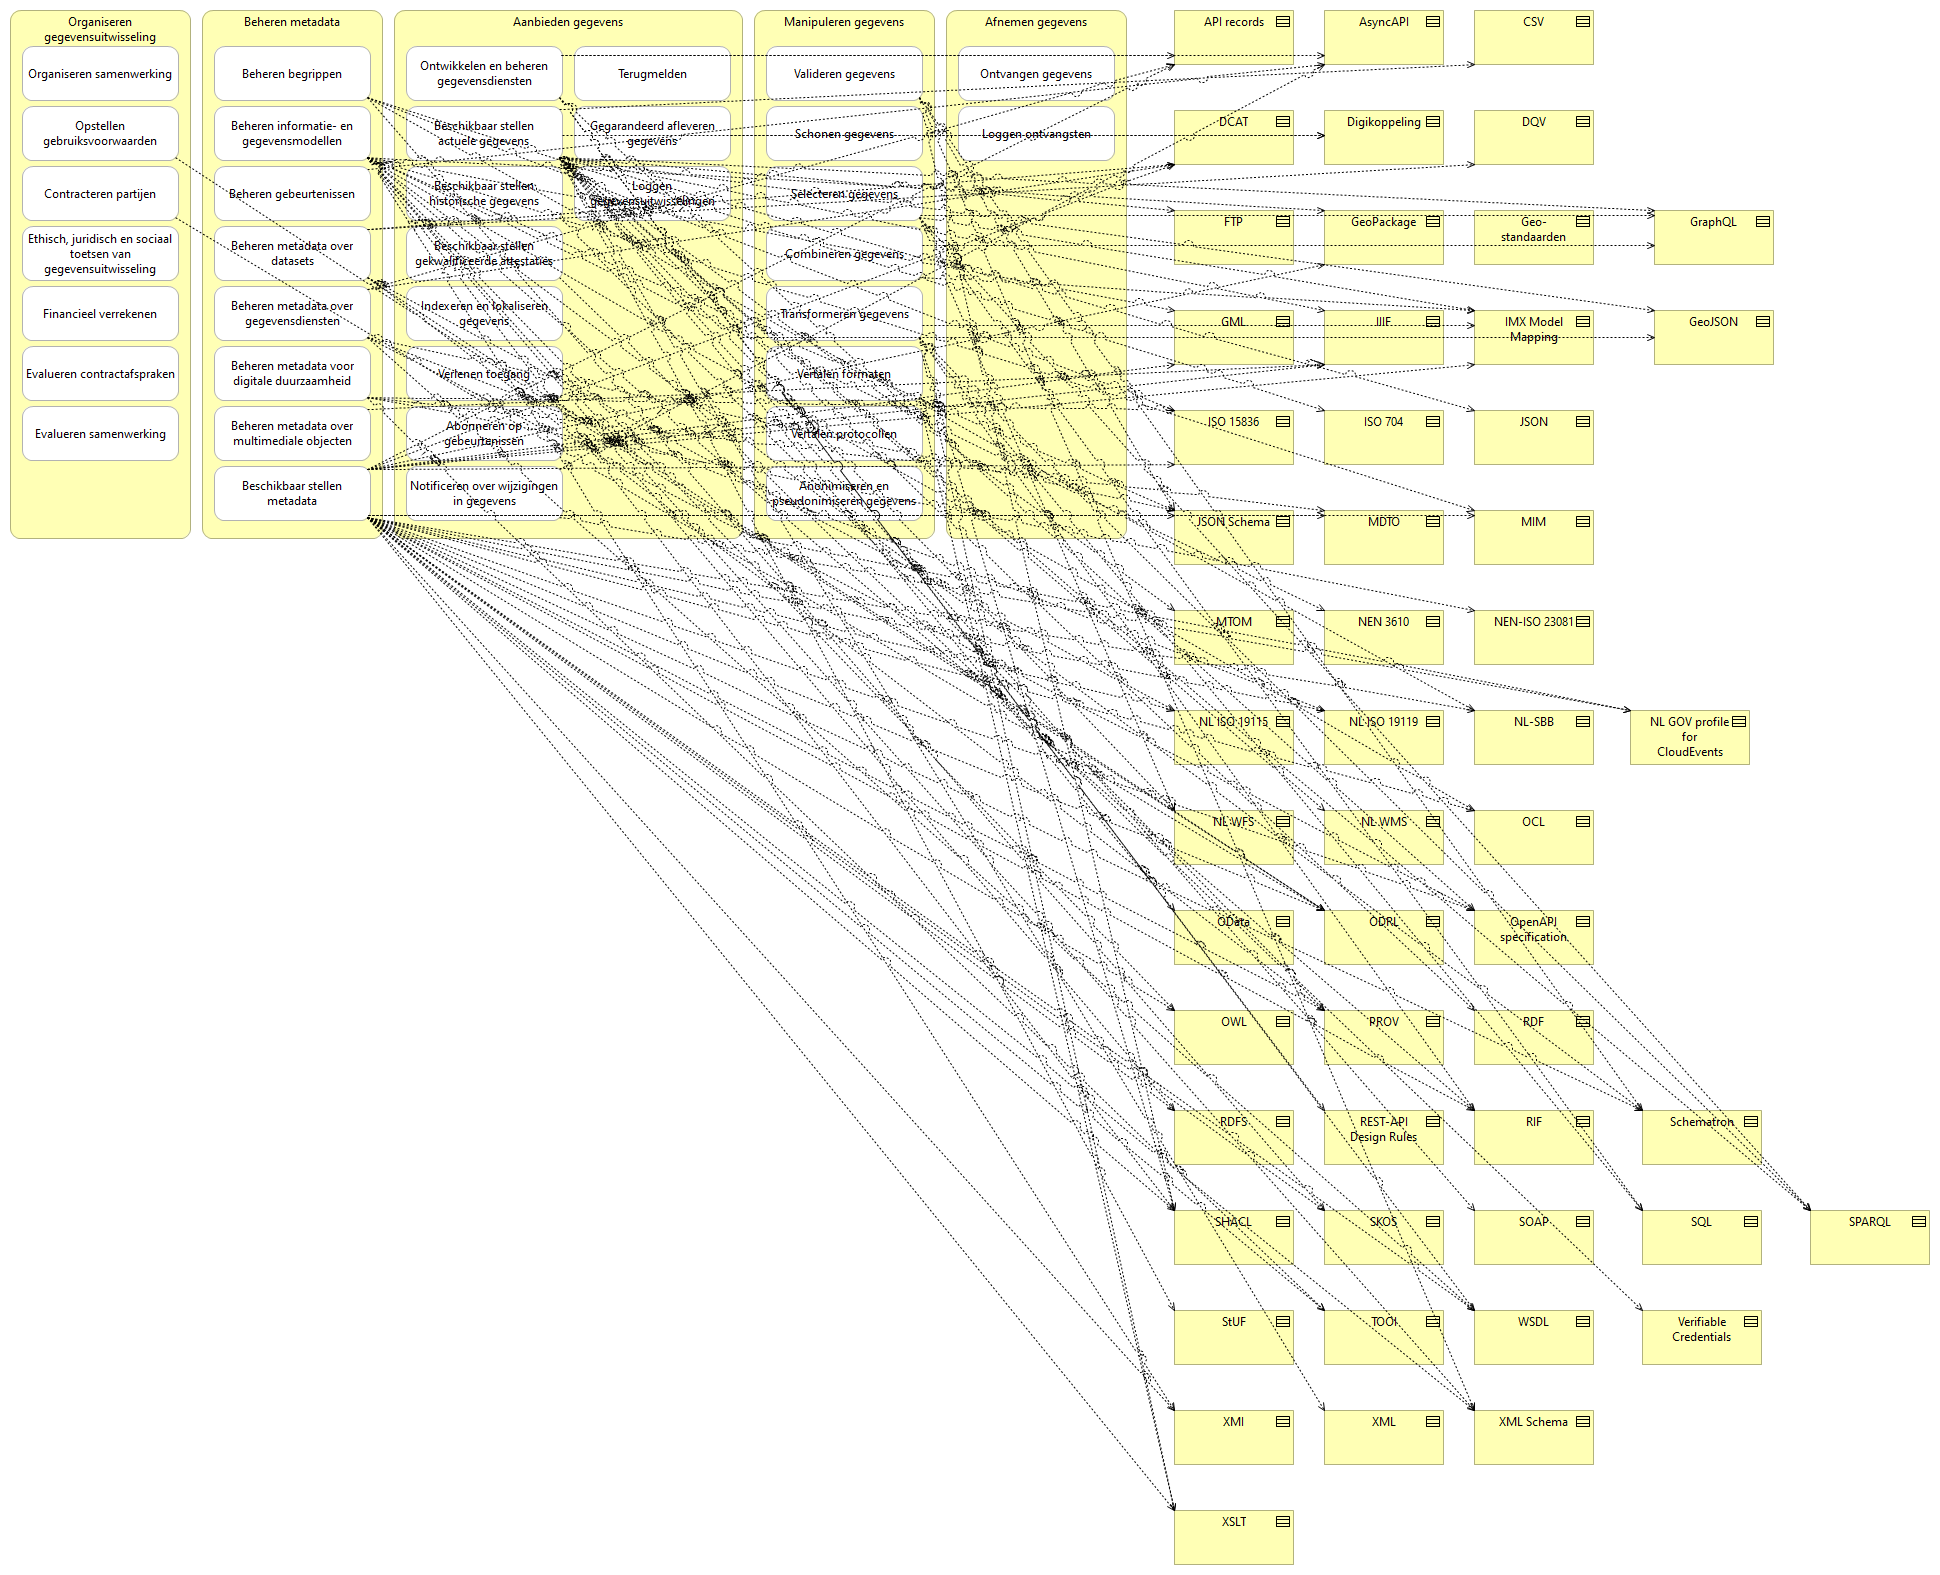 Organiseren
gegevensuitwisseling
Organiseren samenwerking
Opstellen
gebruiksvoorwaarden
Contracteren partijen
Ethisch, juridisch en sociaal
toetsen van
gegevensuitwisseling
Financieel verrekenen
Evalueren contractafspraken
Evalueren samenwerking
Beheren metadata
Beheren begrippen
Beheren informatie- en
gegevensmodellen
Beheren gebeurtenissen
Beheren metadata over
datasets
Beheren metadata over
gegevensdiensten
Beheren metadata voor
digitale duurzaamheid
Beheren metadata over
multimediale objecten
Beschikbaar stellen
metadata
Aanbieden gegevens
Ontwikkelen en beheren
gegevensdiensten
Beschikbaar stellen
actuele gegevens
Beschikbaar stellen
historische gegevens
Beschikbaar stellen
gekwalificeerde attestaties
Indexeren en lokaliseren
gegevens
Verlenen toegang
Abonneren op
gebeurtenissen
Notificeren over wijzigingen
in gegevens
Terugmelden
Gegarandeerd afleveren
gegevens
Loggen
gegevensuitwisselingen
Manipuleren gegevens
Valideren gegevens
Schonen gegevens
Selecteren gegevens
Combineren gegevens
Transformeren gegevens
Vertalen formaten
Vertalen protocollen
Anonimiseren en
pseudonimiseren gegevens
Afnemen gegevens
Ontvangen gegevens
Loggen ontvangsten
API records
AsyncAPI
CSV
DCAT
Digikoppeling
DQV
FTP
GeoPackage
Geo-
standaarden
GraphQL
GML
IIIF
IMX Model
Mapping
GeoJSON
ISO 15836
ISO 704
JSON
JSON Schema
MDTO
MIM
MTOM
NEN 3610
NEN-ISO 23081
NL ISO 19115
NL ISO 19119
NL-SBB
NL GOV profile
for
CloudEvents
NL WFS
NL WMS
OCL
OData
ODRL
OpenAPI
specification
OWL
PROV
RDF
RDFS
REST-API
Design Rules
RIF
Schematron
SHACL
SKOS
SOAP
SQL
SPARQL
StUF
TOOI
WSDL
Verifiable
Credentials
XMI
XML
XML Schema
XSLT